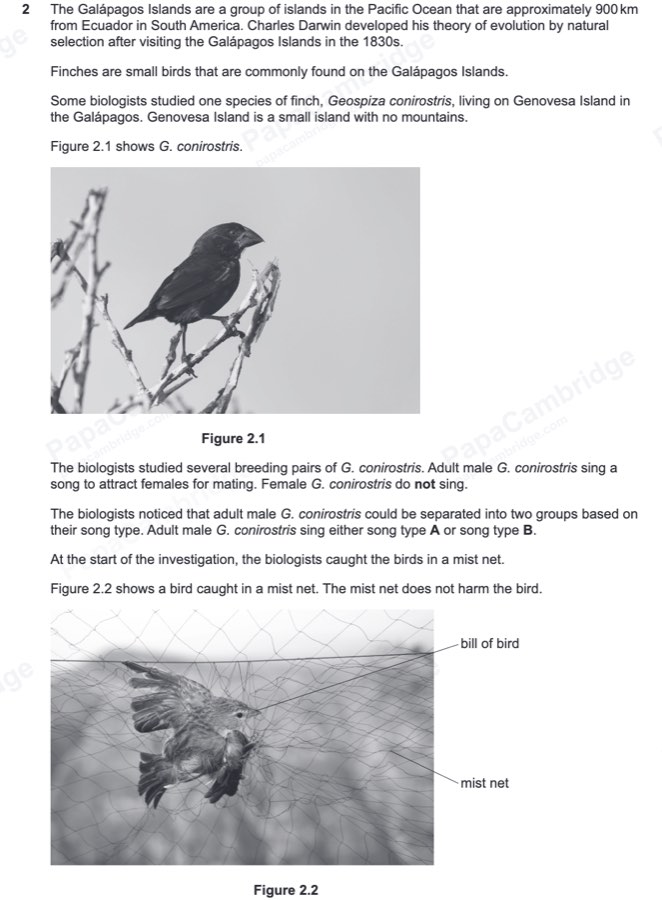 2 The Galápagos Islands are a group of islands in the Pacific Ocean that are approximately 900 km
from Ecuador in South America. Charles Darwin developed his theory of evolution by natural
selection after visiting the Galápagos Islands in the 1830s.
Finches are small birds that are commonly found on the Galápagos Islands.
Some biologists studied one species of finch, Geospiza conirostris, living on Genovesa Island in
the Galápagos. Genovesa Island is a small island with no mountains.
Figure 2.1 shows G. conirostris.
Figure 2.1
The biologists studied several breeding pairs of G. conirostris. Adult male G. conirostris sing a
song to attract females for mating. Female G. conirostris do not sing.
The biologists noticed that adult male G. conirostris could be separated into two groups based on
their song type. Adult male G. conirostris sing either song type A or song type B.
At the start of the investigation, the biologists caught the birds in a mist net.
Figure 2.2 shows a bird caught in a mist net. The mist net does not harm the bird.
bill of bird
mist net
Figure 2.2
PapaCambridge